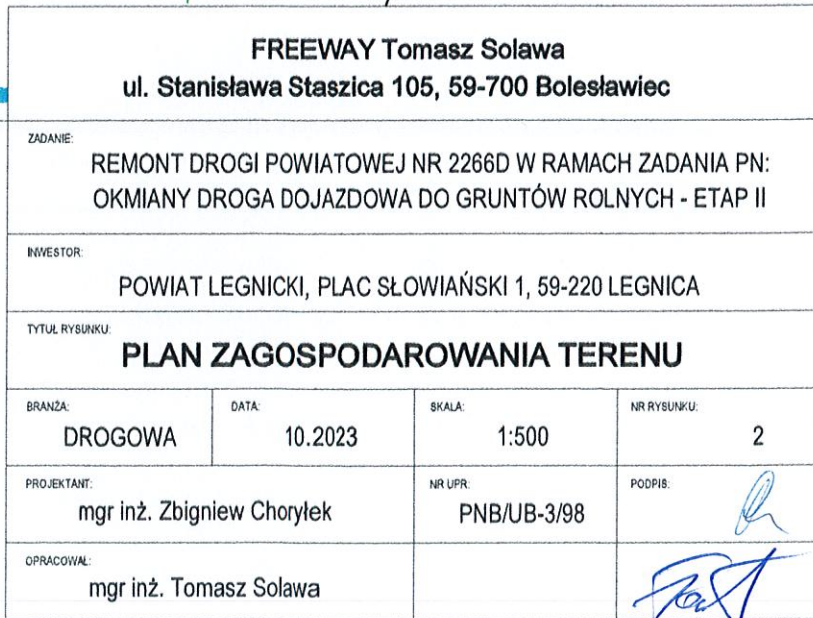 FREEWAY Tomasz Solawa
ul. Stanisława Staszica 105, 59-700 Bolesławiec
ZADANIE:
REMONT DROGI POWIATOWEJ NR 2266D W RAMACH ZADANIA PN:
OKMIANY DROGA DOJAZDOWA DO GRUNTÓW ROLNYCH - ETAP II
INWESTOR:
POWIAT LEGNICKI, PLAC SŁOWIAŃSKI 1, 59-220 LEGNICA
TYTUŁ RYSUNKU:
PLAN ZAGOSPODAROWANIA TERENU
BRANŻA: DATA: SKALA: NR RYSUNKU:
DROGOWA 10.2023 1:500 2
PROJEKTANT: NR UPR: PODPIS:
mgr inż. Zbigniew Choryłek PNB/UB-3/98
OPRACOWAŁ:
mgr inż. Tomasz Solawa